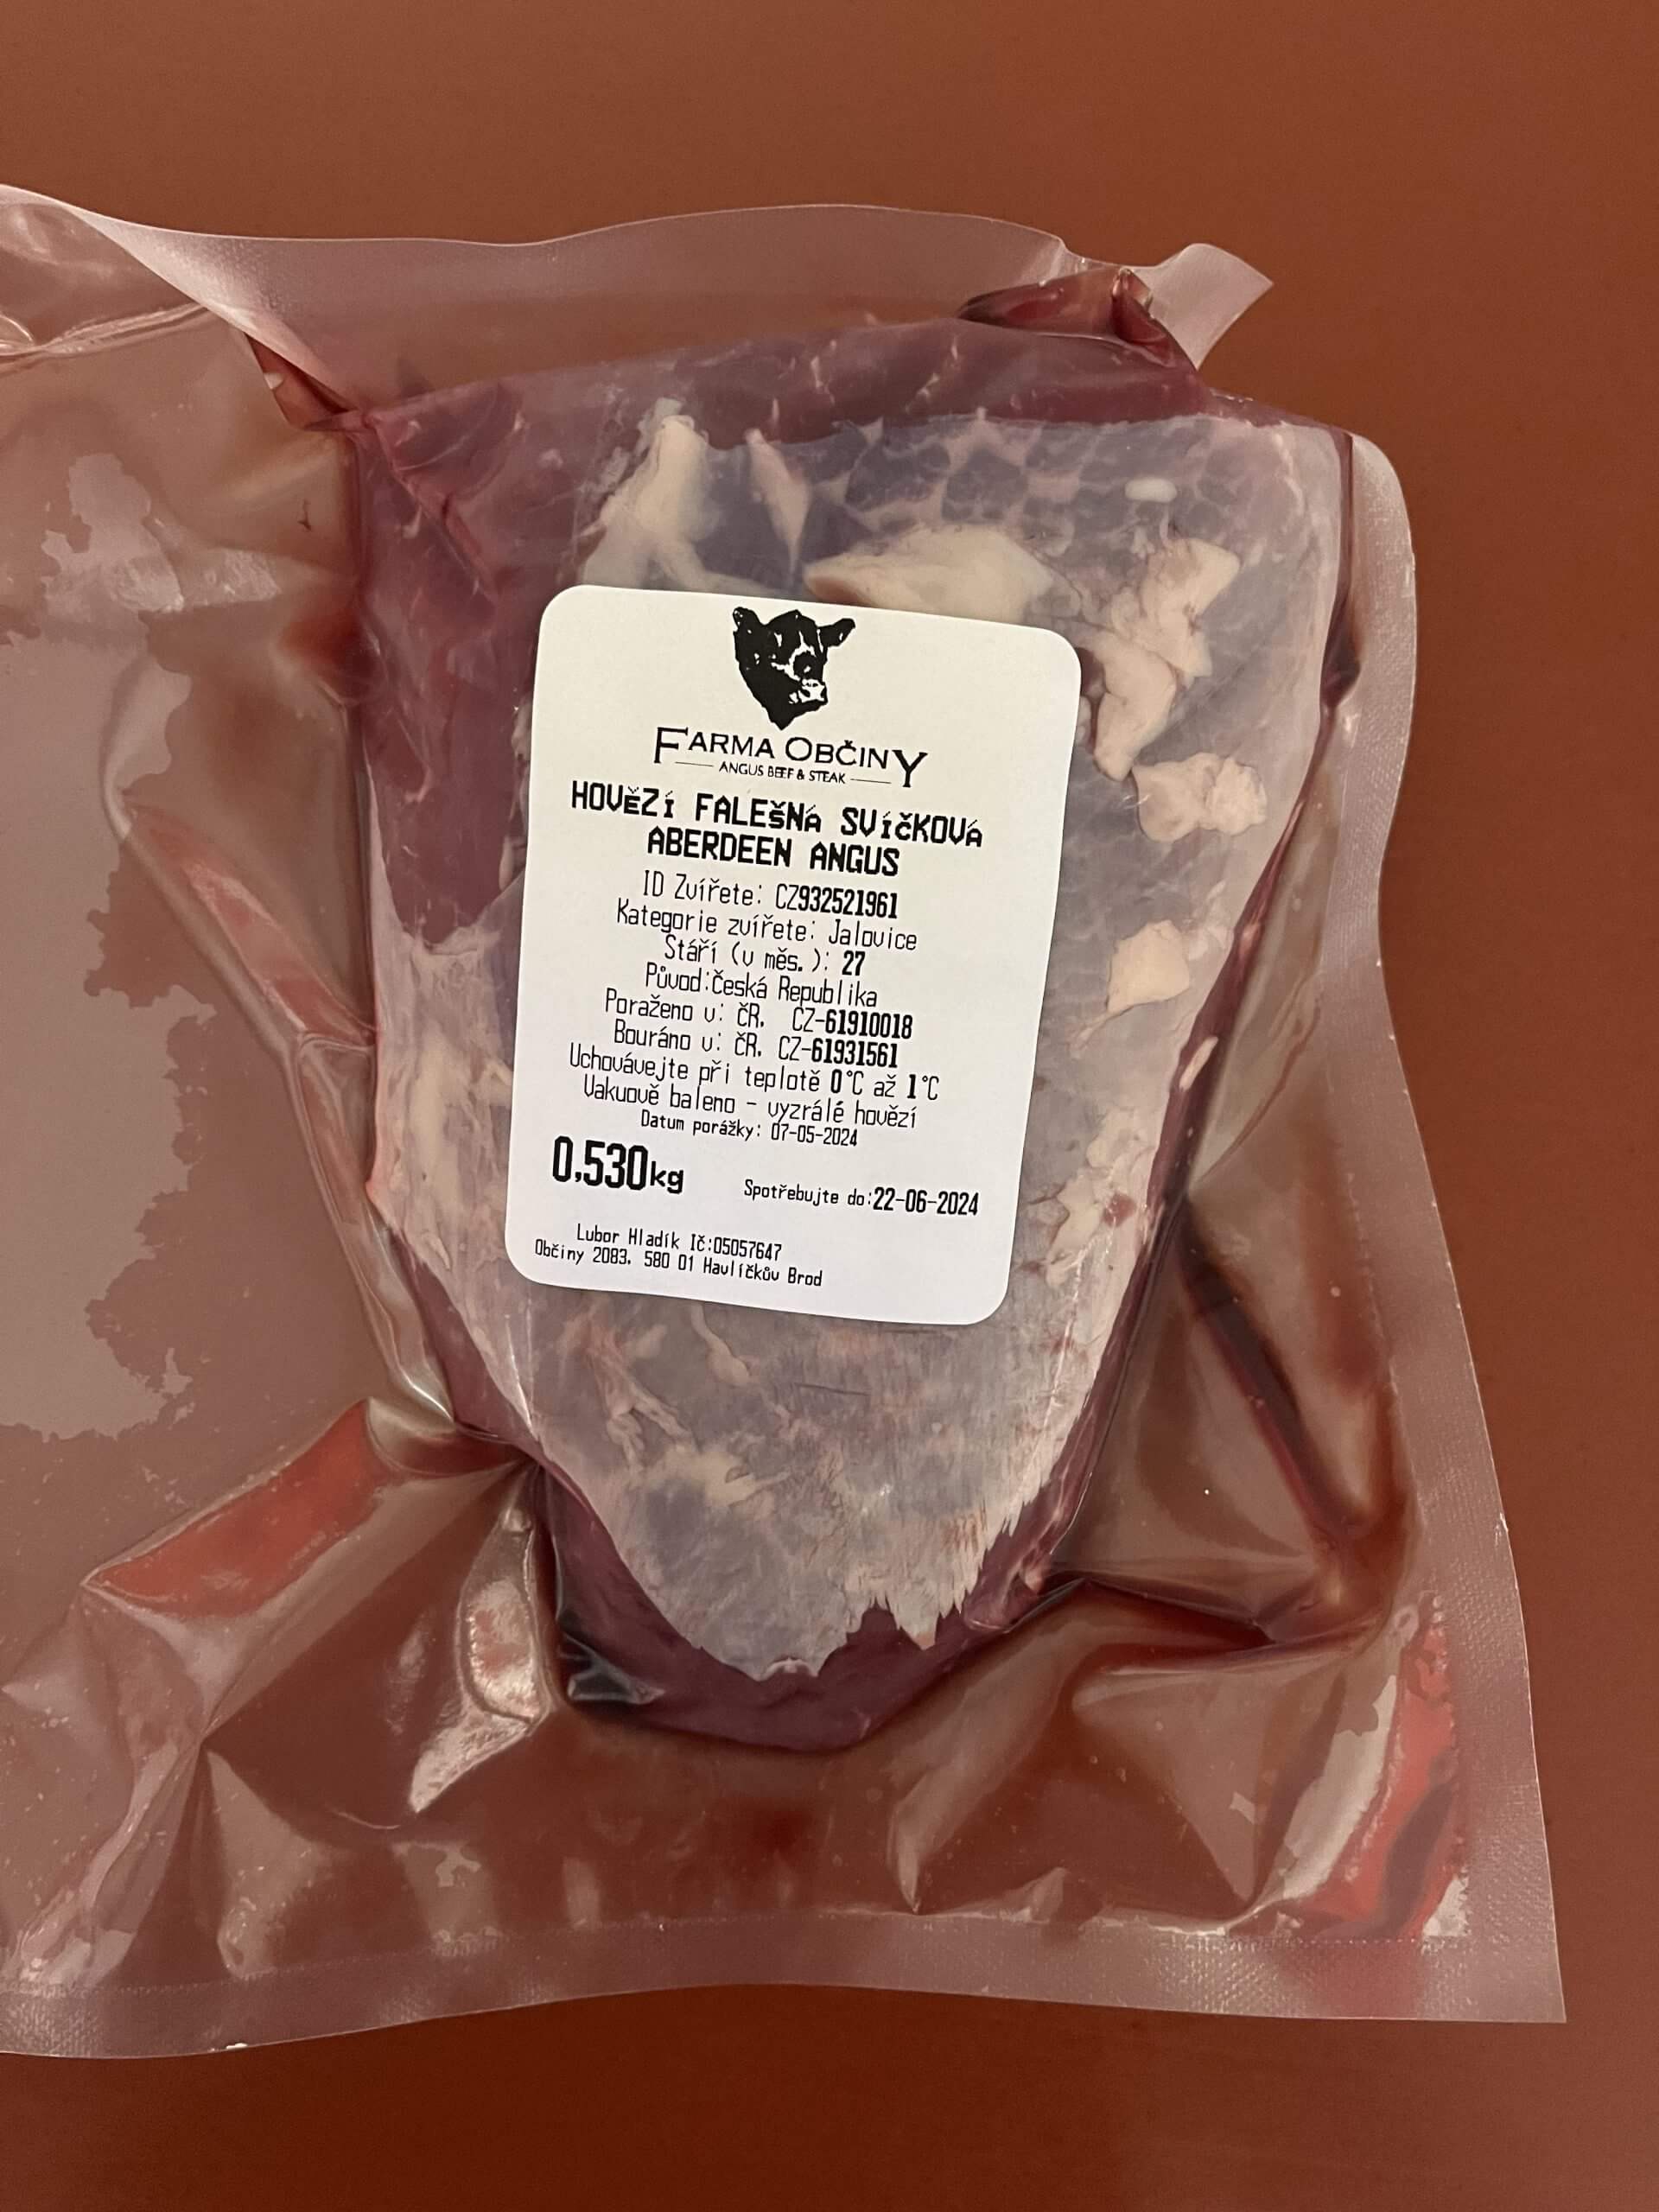 FARMA OBČINY
ANGUS BEEF & STEAK
HOVěZí FALEšNá SVíčKOVá
ABERDEEN ANGUS
ID Zvířete: CZ932521961
Kategorie zvířete: Jalovice
Stáří (v měs.): 27
Původ:Česká Republika
Poraženo v: ČR. CZ-61910018
Bouráno v: ČR. CZ-61931561
Uchovávejte při teplotě 0°C až 1°C
Vakuově baleno - vyzrálé hovězí
Datum porážky: 07-05-2024
0,530kg Spotřebujte do:22-06-2024
Lubor Hladík Ič:05057647
Občiny 2083. 580 01 Havlíčkův Brod